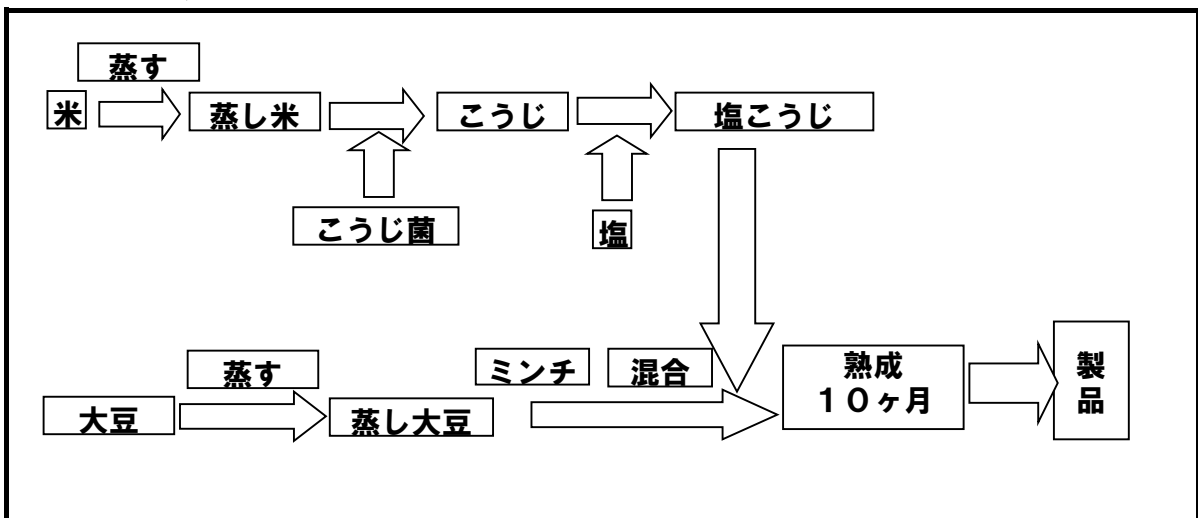 蒸す
米
蒸し米
こうじ
塩こうじ
こうじ菌
塩
蒸す
ミンチ
混合
大豆
蒸し大豆
熟成
１０ヶ月
製
品